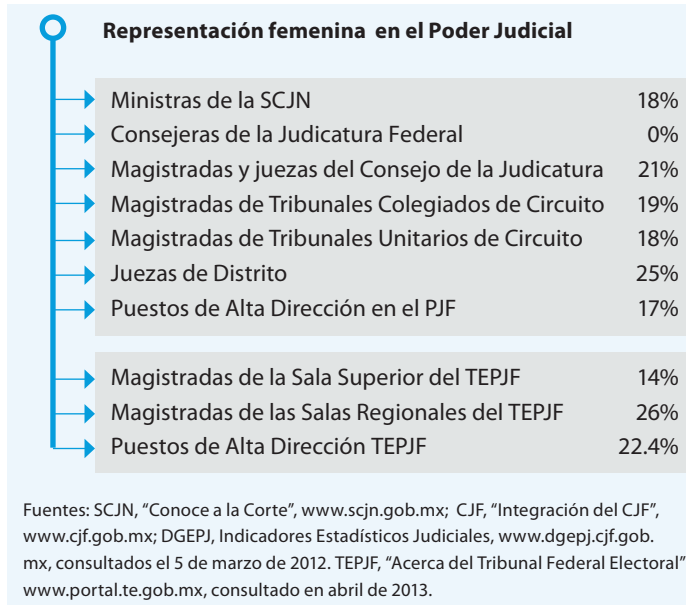 Representación femenina en el Poder Judicial
Ministras de la SCJN 18%
Consejeras de la Judicatura Federal 0%
Magistradas y juezas del Consejo de la Judicatura 21%
Magistradas de Tribunales Colegiados de Circuito 19%
Magistradas de Tribunales Unitarios de Circuito 18%
Juezas de Distrito 25%
Puestos de Alta Dirección en el PJF 17%
Magistradas de la Sala Superior del TEPJF 14%
Magistradas de las Salas Regionales del TEPJF 26%
Puestos de Alta Dirección TEPJF 22.4%
Fuentes: SCJN, “Conoce a la Corte”, www.scjn.gob.mx; CJF, “Integración del CJF”,
www.cjf.gob.mx; DGEPJ, Indicadores Estadísticos Judiciales, www.dgepj.cjf.gob.
mx, consultados el 5 de marzo de 2012. TEPJF, “Acerca del Tribunal Federal Electoral”
www.portal.te.gob.mx, consultado en abril de 2013.